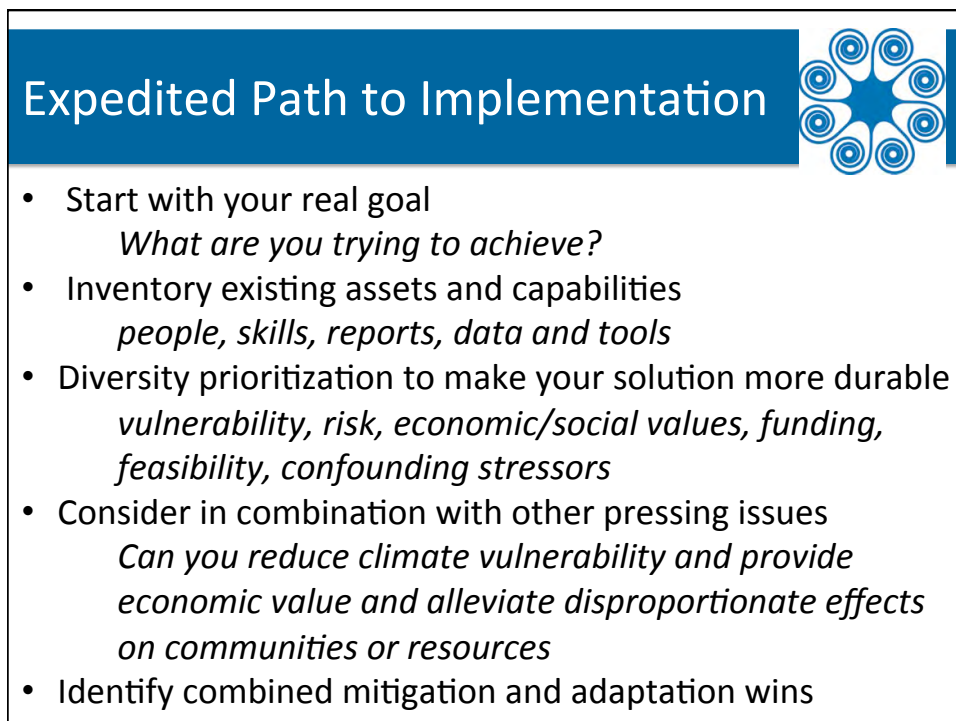 Expedited Path to Implementation
• Start with your real goal
What are you trying to achieve?
• Inventory existing assets and capabilities
people, skills, reports, data and tools
• Diversity prioritization to make your solution more durable
vulnerability, risk, economic/social values, funding,
feasibility, confounding stressors
• Consider in combination with other pressing issues
Can you reduce climate vulnerability and provide
economic value and alleviate disproportionate effects
on communities or resources
• Identify combined mitigation and adaptation wins